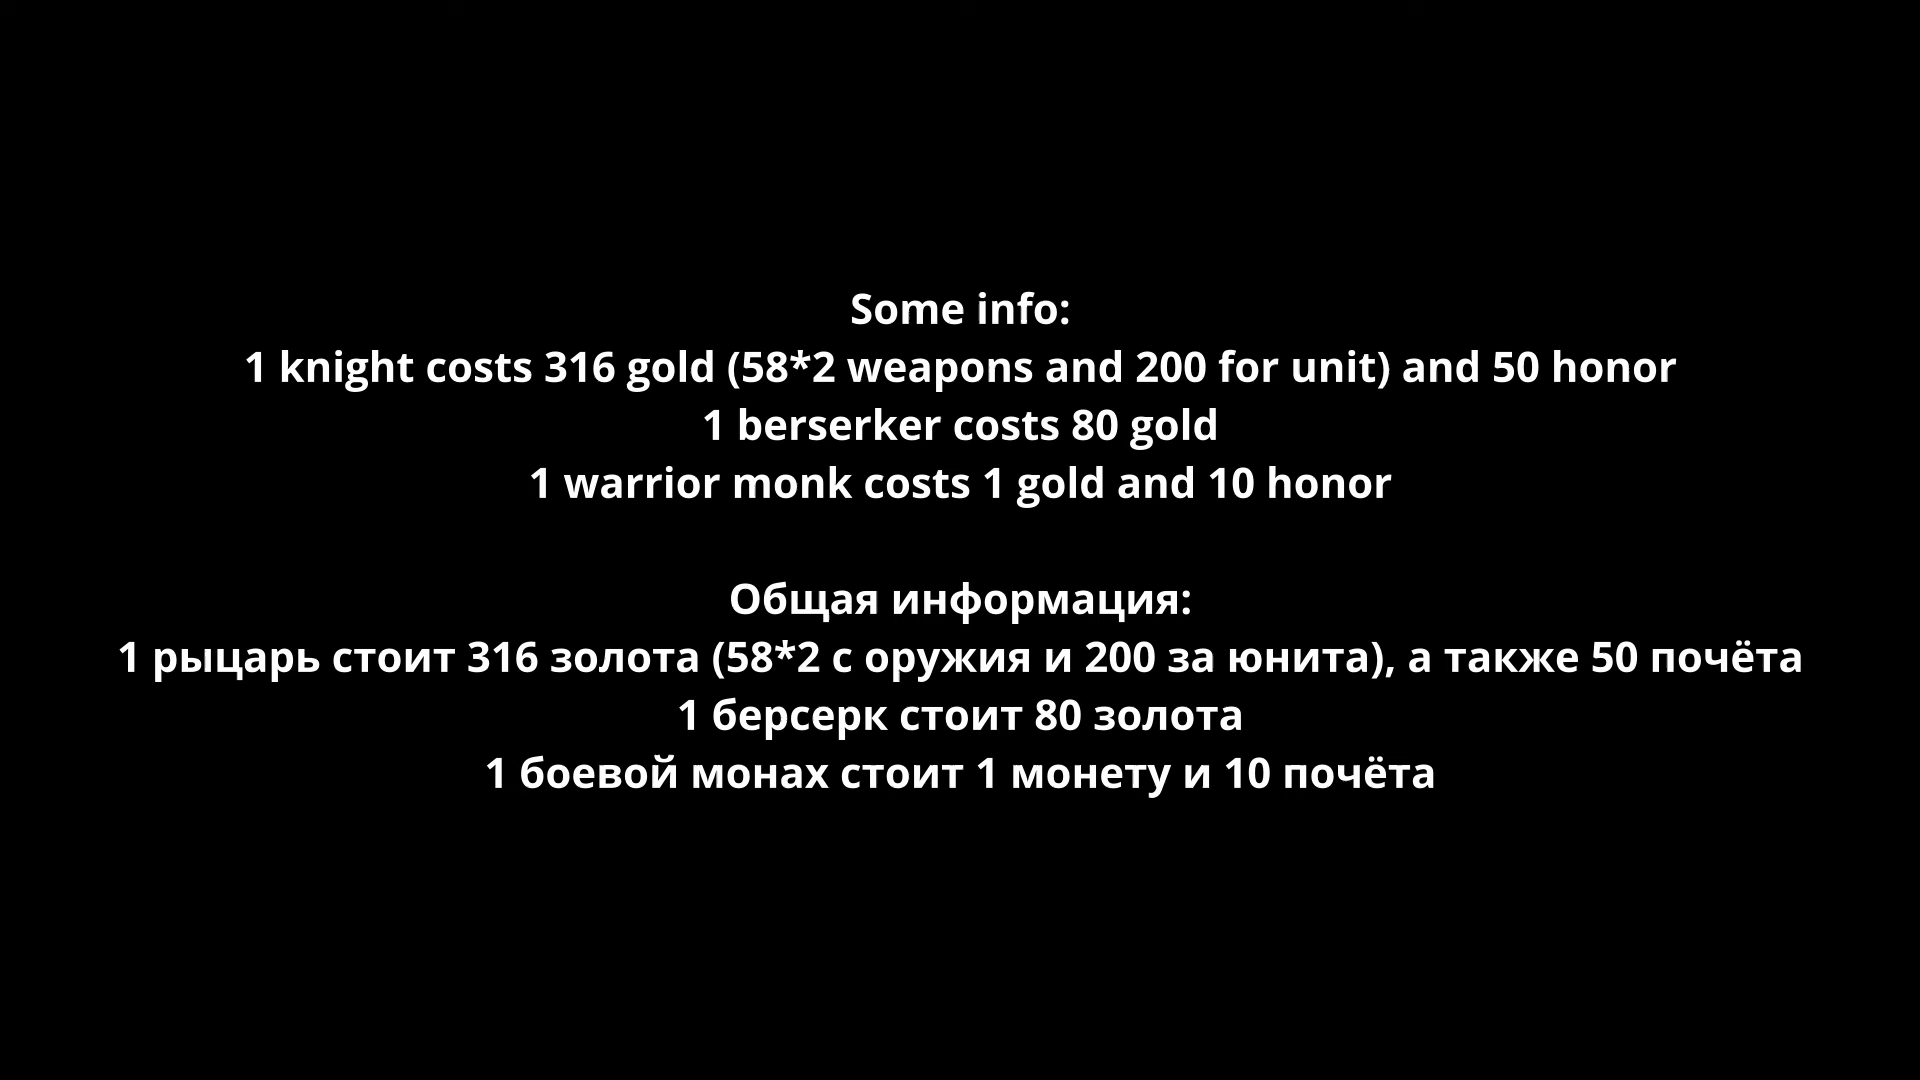 Some info:
1 knight costs 316 gold (58*2 weapons and 200 for unit) and 50 honor
1 berserker costs 80 gold
1 warrior monk costs 1 gold and 10 honor
Общая информация:
1 рыцарь стоит 316 золота (58*2 с оружия и 200 за юнита), а также 50 почёта
1 берсерк стоит 80 золота
1 боевой монах стоит 1 монету и 10 почёта